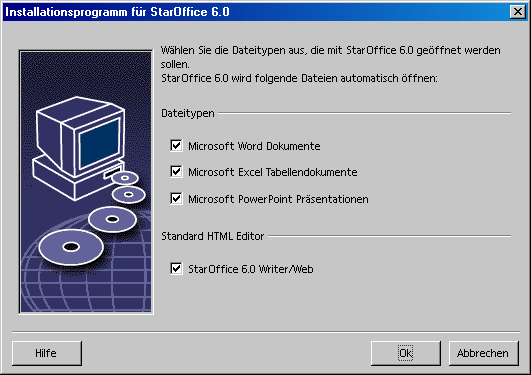 Installationsprogramm für StarOffice 6.0
Wählen Sie die Dateitypen aus, die mit StarOffice 6.0 geöffnet werden
sollen.
StarOffice 6.0 wird folgende Dateien automatisch öffnen:
Dateitypen
Microsoft Word Dokumente
Microsoft Excel Tabellendokumente
Microsoft PowerPoint Präsentationen
Standard HTML Editor
StarOffice 6.0 Writer/Web
Hilfe
Ok
Abbrechen